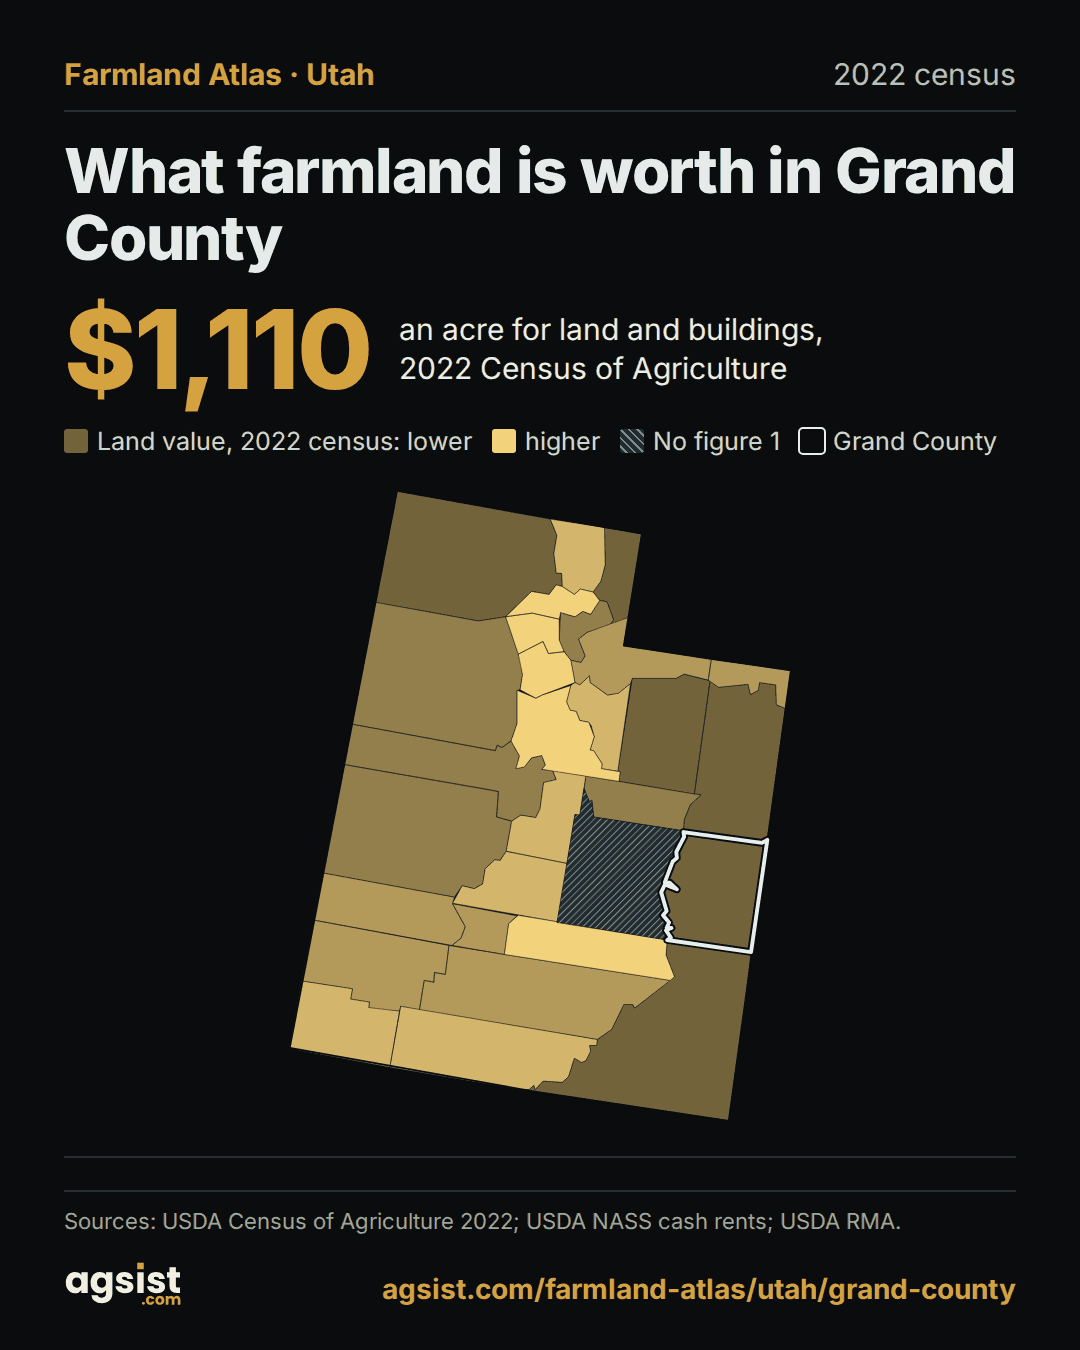 Farmland Atlas · Utah
2022 census
What farmland is worth in Grand
County
$1,110
an acre for land and buildings,
2022 Census of Agriculture
Land value, 2022 census: lower
higher
No figure 1
Grand County
Sources: USDA Census of Agriculture 2022; USDA NASS cash rents; USDA RMA.
agsist
.com
agsist.com/farmland-atlas/utah/grand-county